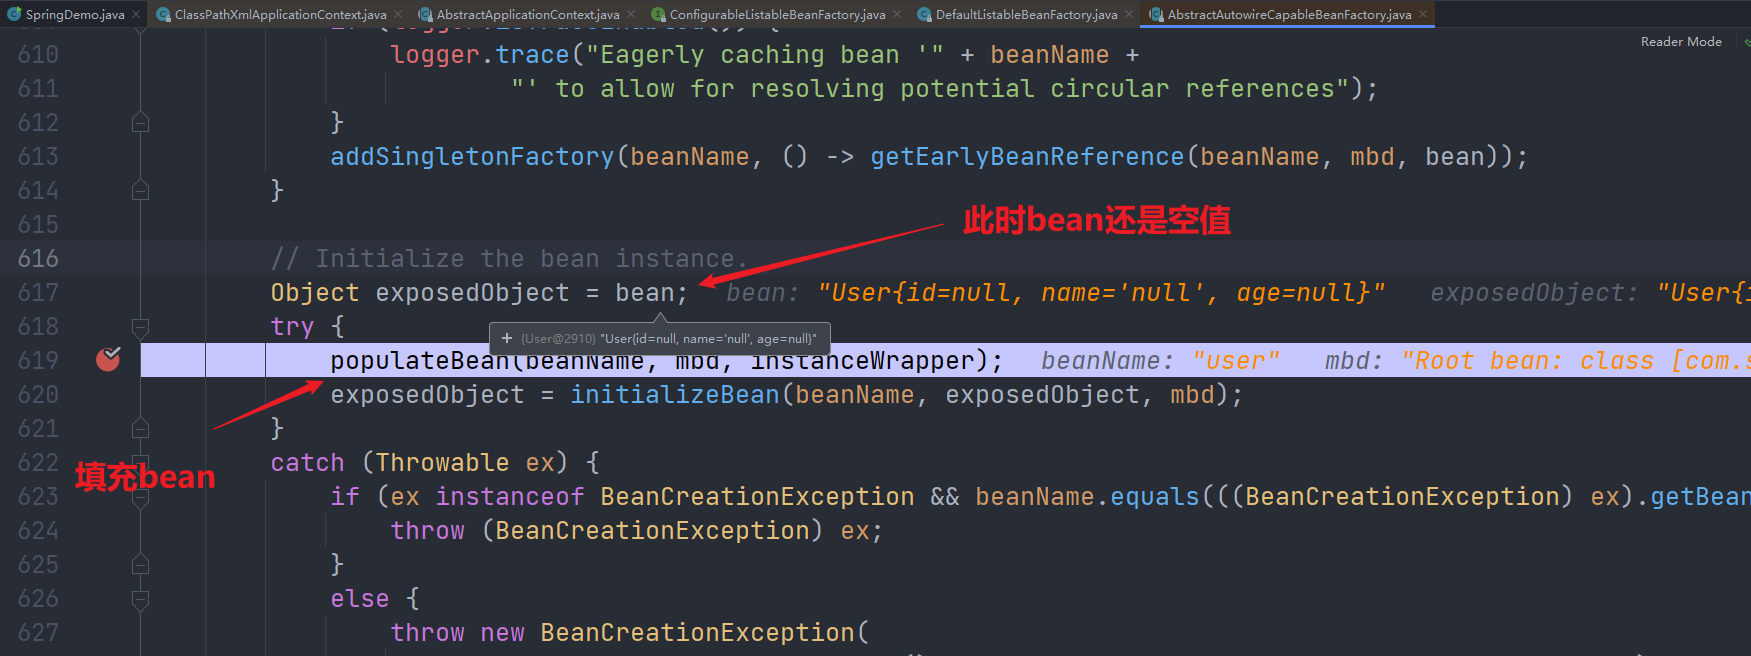 SpringDemo.java × ClassPathXmlApplicationContext.java × AbstractApplicationContext.java × ConfigurableListableBeanFactory.java × DefaultListableBeanFactory.java × AbstractAutowireCapableBeanFactory.java ×
Reader Mode
610 logger.trace("Eagerly caching bean '" + beanName +
611 "' to allow for resolving potential circular references");
612 }
613 addSingletonFactory(beanName, () -> getEarlyBeanReference(beanName, mbd, bean));
614 }
615
此时bean还是空值
616 // Initialize the bean instance.
617 Object exposedObject = bean; bean: "User{id=null, name='null', age=null}" exposedObject: "User{i
618 try {
+ {User@2910} "User{id=null, name='null', age=null}"
619 populateBean(beanName, mbd, instanceWrapper); beanName: "user" mbd: "Root bean: class [com.s
620 exposedObject = initializeBean(beanName, exposedObject, mbd);
621 }
622 catch (Throwable ex) {
填充bean
623 if (ex instanceof BeanCreationException && beanName.equals(((BeanCreationException) ex).getBean
624 throw (BeanCreationException) ex;
625 }
626 else {
627 throw new BeanCreationException(